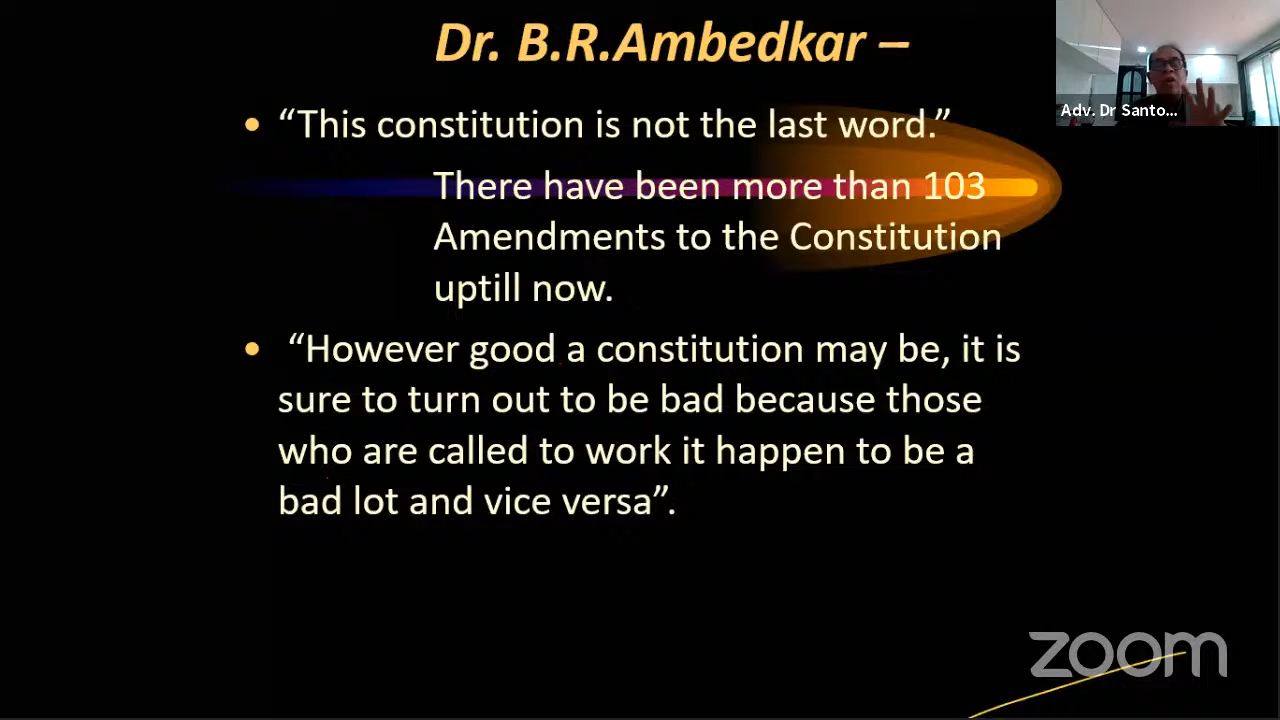 Dr. B.R.Ambedkar –
Adv. Dr Santo...
• “This constitution is not the last word.”
There have been more than 103
Amendments to the Constitution
uptill now.
• “However good a constitution may be, it is
sure to turn out to be bad because those
who are called to work it happen to be a
bad lot and vice versa”.
zoom